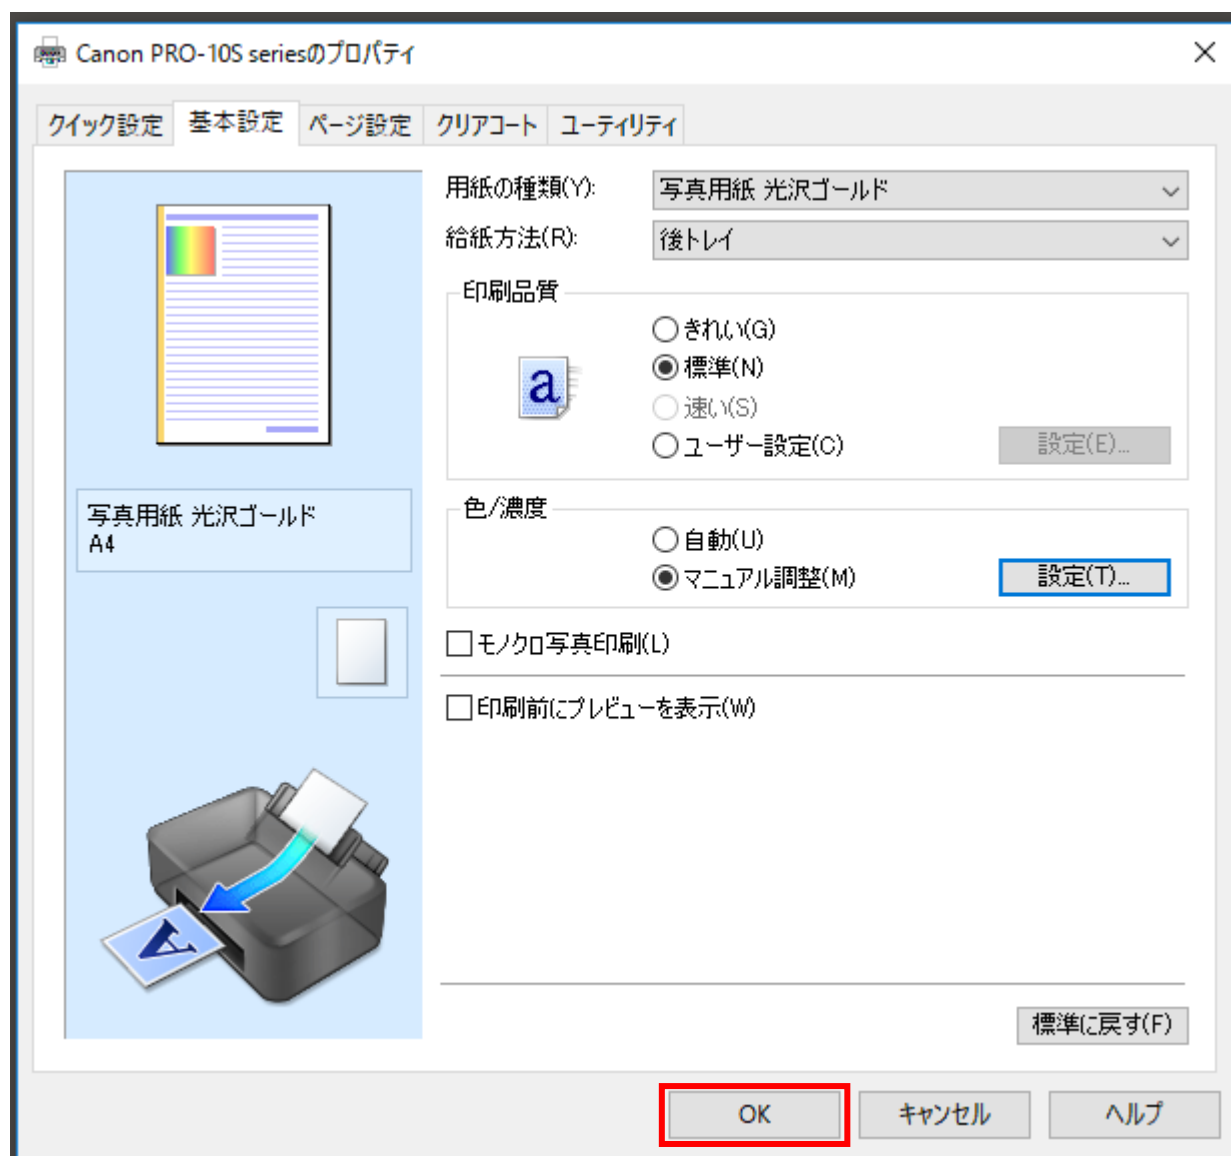 Canon PRO-10S seriesのプロパティ
クイック設定 基本設定 ページ設定 クリアコート ユーティリティ
用紙の種類(Y): 写真用紙 光沢ゴールド
給紙方法(R): 後トレイ
印刷品質
きれい(G)
標準(N)
速い(S)
ユーザー設定(C) 設定(E)...
写真用紙 光沢ゴールド
A4
色/濃度
自動(U)
マニュアル調整(M) 設定(T)...
モノクロ写真印刷(L)
印刷前にプレビューを表示(W)
a
A
標準に戻す(F)
OK キャンセル ヘルプ